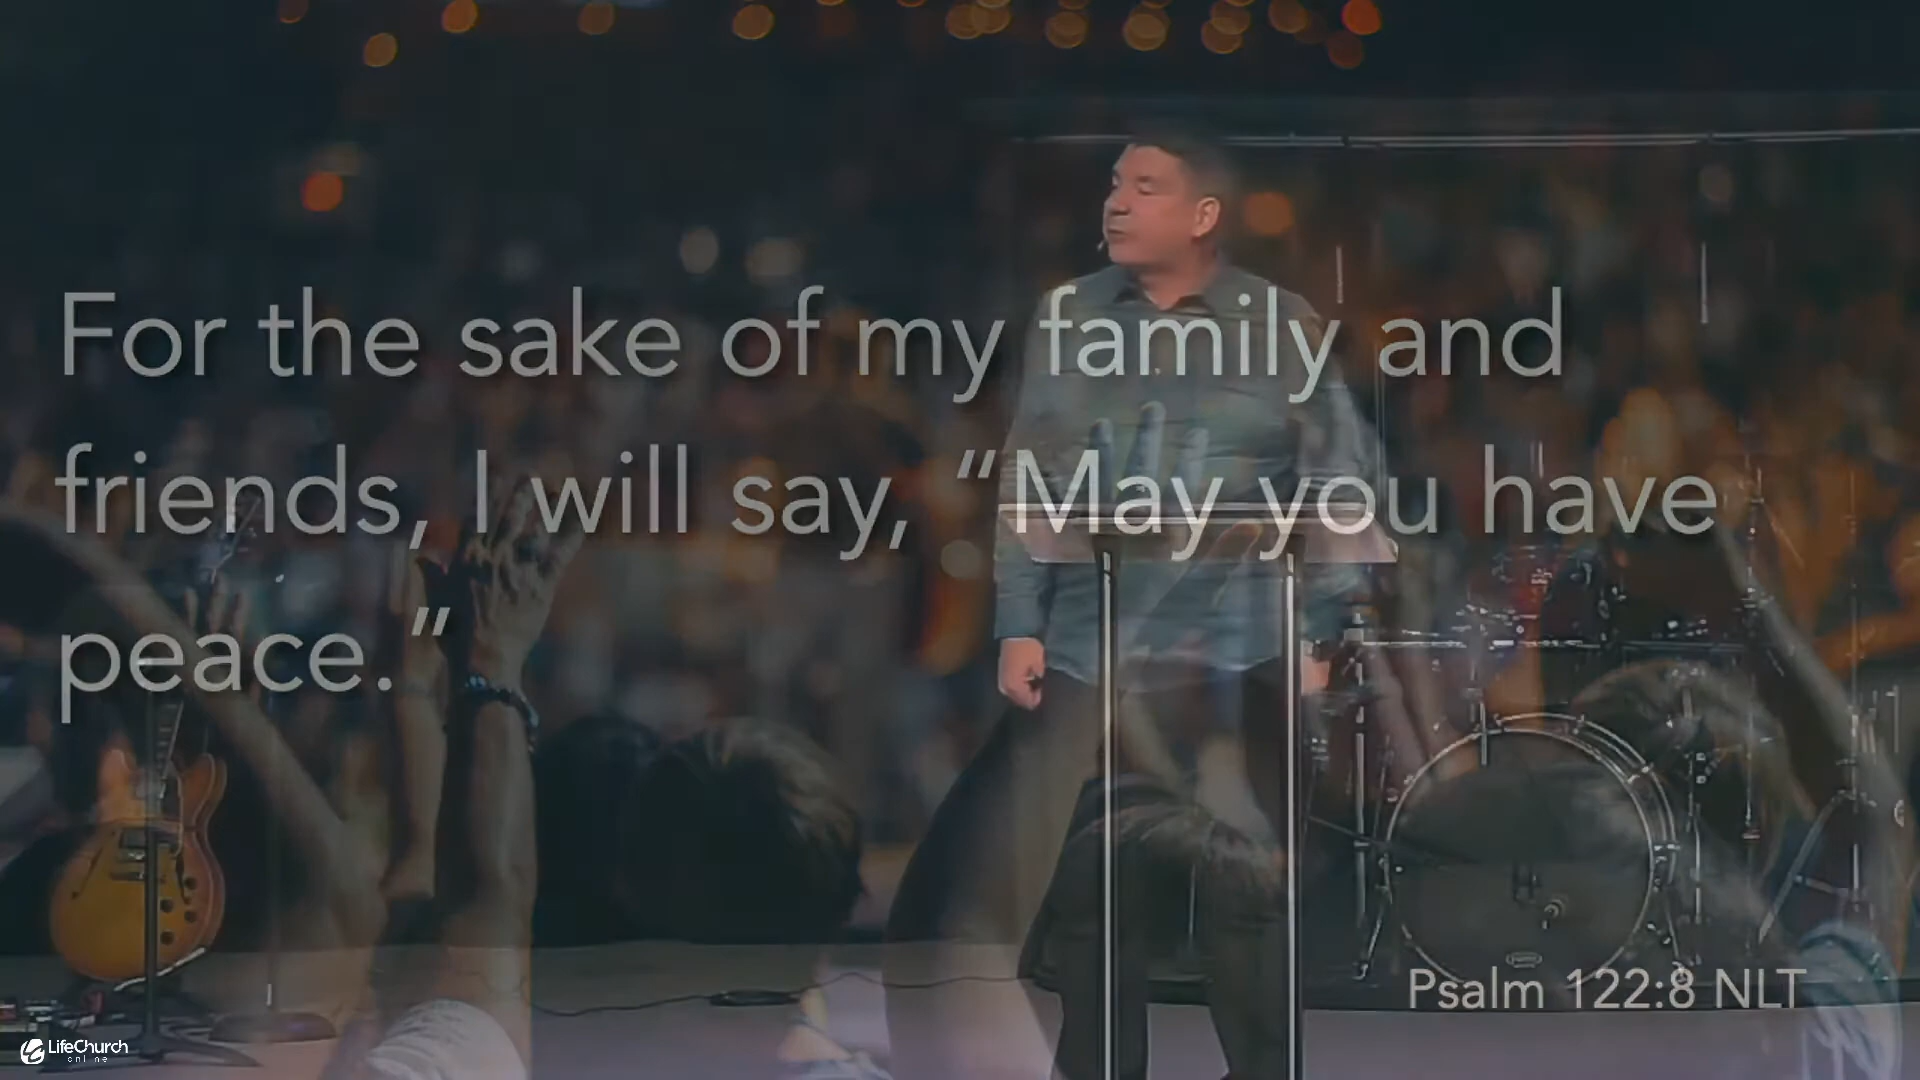 For the sake of my family and
friends, I will say, “May you have
peace.”
Psalm 122:8 NLT
LifeChurch
online